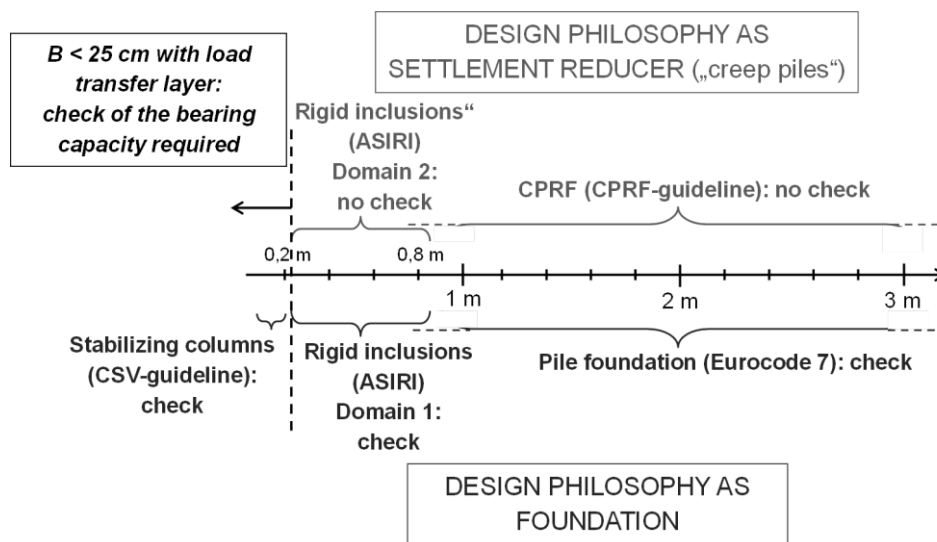 B < 25 cm with load
transfer layer:
check of the bearing
capacity required
DESIGN PHILOSOPHY AS
SETTLEMENT REDUCER („creep piles“)
Rigid inclusions“
(ASIRI)
Domain 2:
no check
CPRF (CPRF-guideline): no check
0,2 m
0,8 m
1 m
2 m
3 m
Stabilizing columns
(CSV-guideline):
check
Rigid inclusions
(ASIRI)
Domain 1:
check
Pile foundation (Eurocode 7): check
DESIGN PHILOSOPHY AS
FOUNDATION